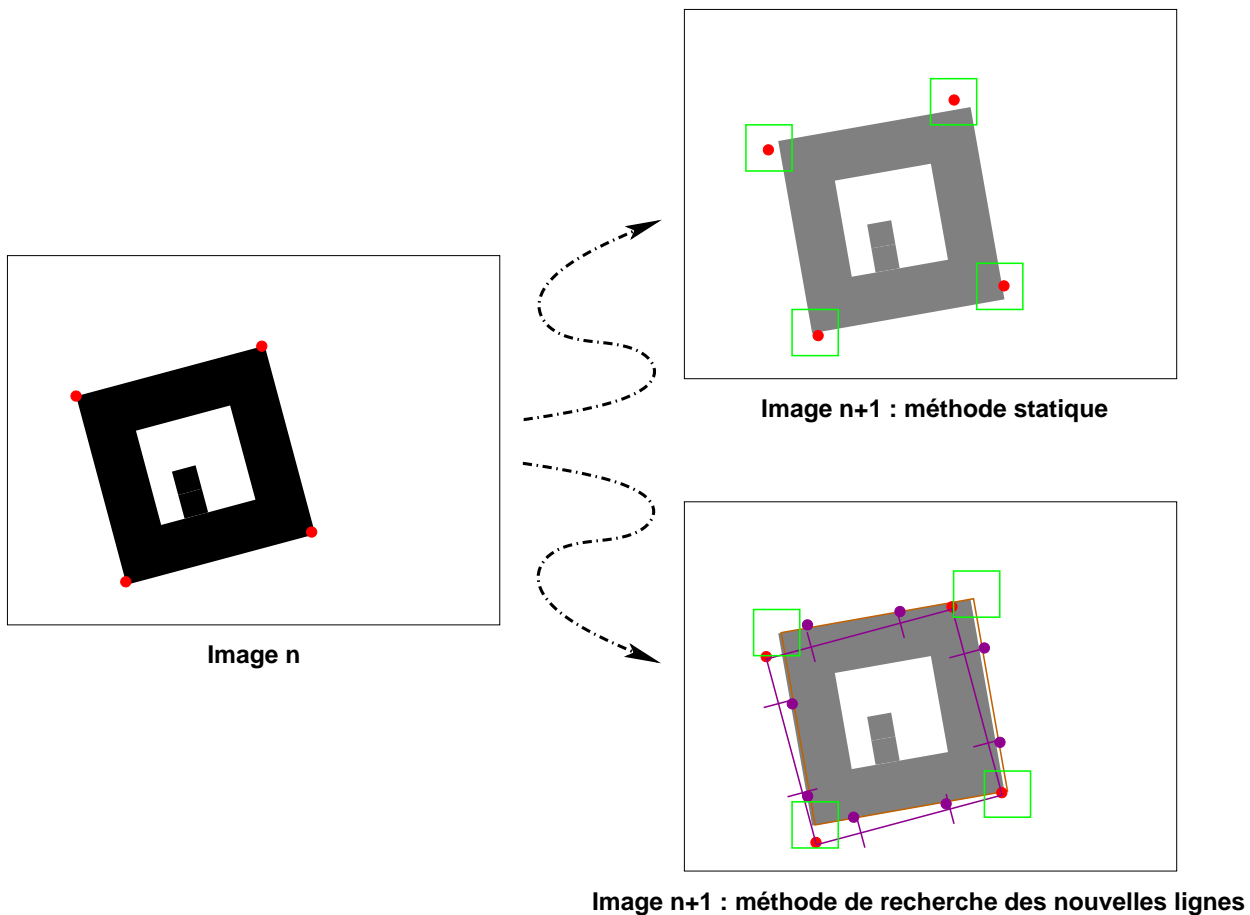 Image n+1 : méthode statique
Image n
Image n+1 : méthode de recherche des nouvelles lignes